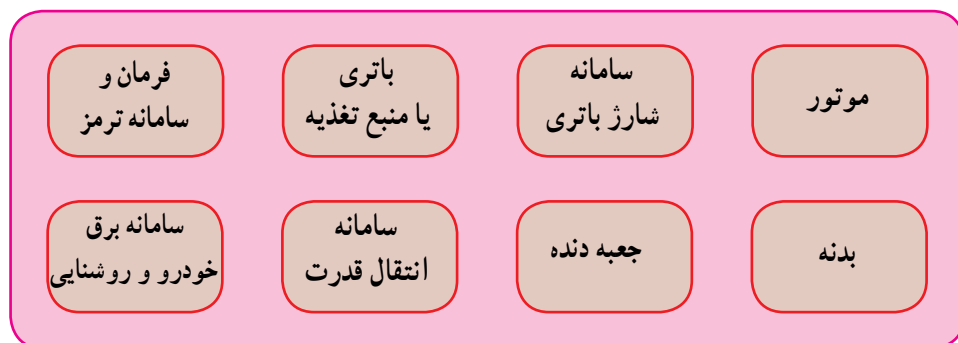 موتور
سامانه
شارژ باتری
باتری
یا منبع تغذیه
فرمان و
سامانه ترمز
بدنه
جعبه دنده
سامانه
انتقال قدرت
سامانه برق
خودرو و روشنایی